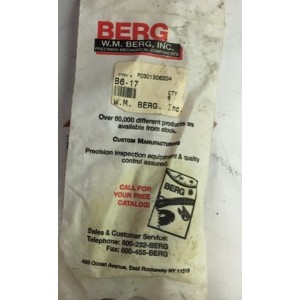 BERG
W.M. BERG, INC.
PRECISION MECHANICAL COMPONENTS
P0301306204
B6-17
QTY
W.M. BERG, Inc
Over 60,000 different products are
available from stock.
CUSTOM MANUFACTURING
Precision inspection equipment & quality
control assured.
CALL FOR
YOUR FREE
CATALOG!
BERG
Sales & Customer Service:
Telephone: 800-232-BERG
Fax: 800-455-BERG
499 Ocean Avenue, East Rockaway NY 11518